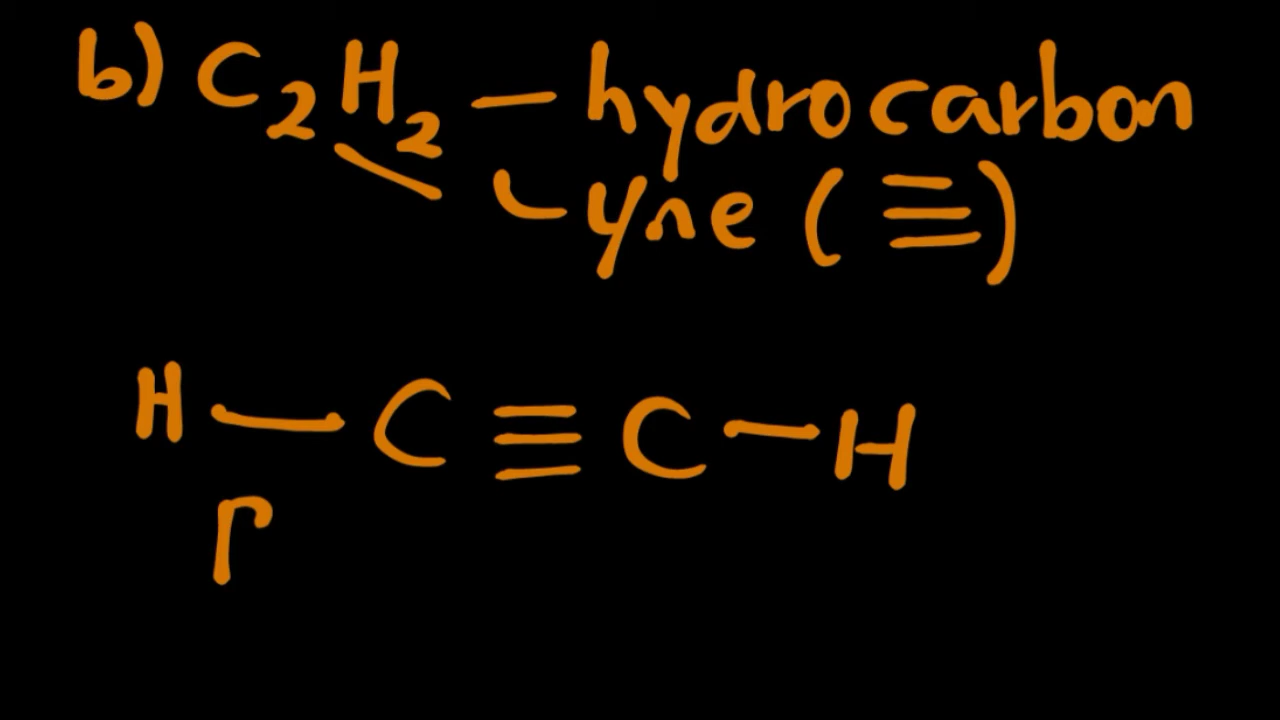 b) C₂H₂ — hydrocarbon
yne (≡)
H — C ≡ C — H
r